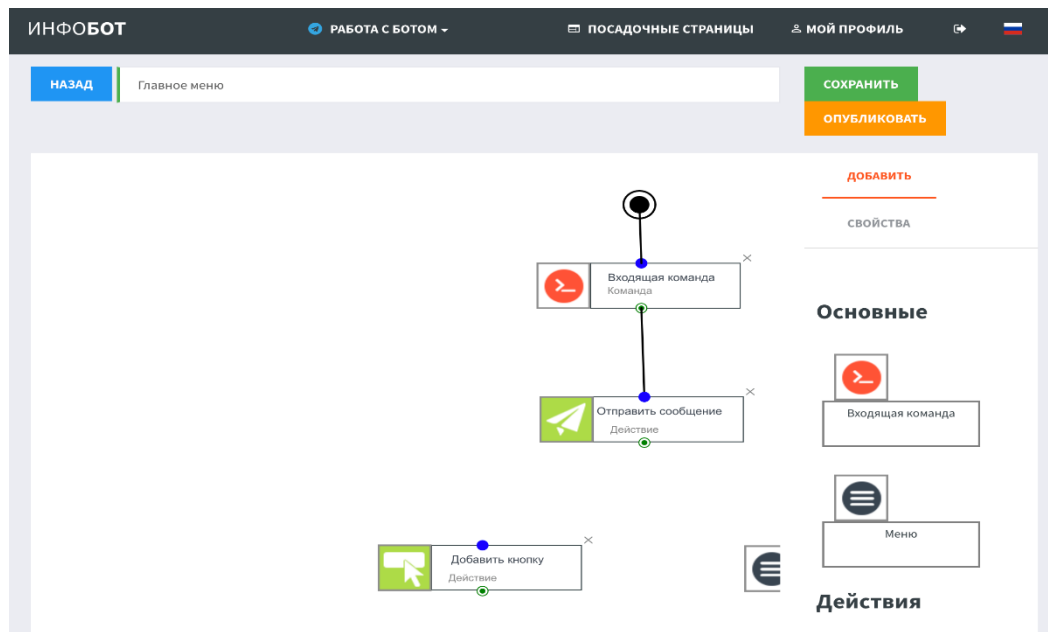 ИНФОБОТ
РАБОТА С БОТОМ
ПОСАДОЧНЫЕ СТРАНИЦЫ
МОЙ ПРОФИЛЬ
НАЗАД
Главное меню
СОХРАНИТЬ
ОПУБЛИКОВАТЬ
ДОБАВИТЬ
СВОЙСТВА
Входящая команда
Команда
Отправить сообщение
Действие
Добавить кнопку
Действие
Основные
Входящая команда
Меню
Действия